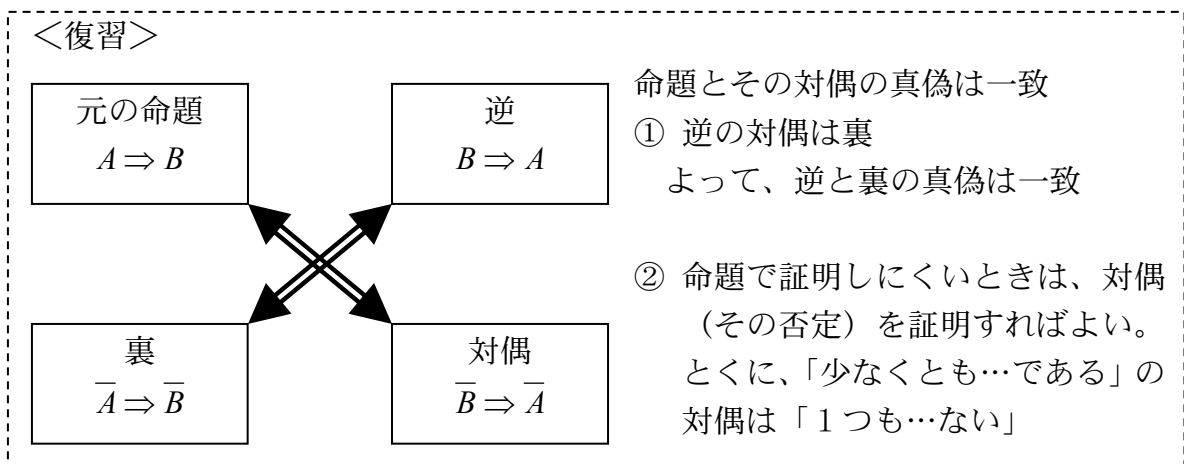 ＜復習＞
元の命題
A ⇒ B
逆
B ⇒ A
裏
A̅ ⇒ B̅
対偶
B̅ ⇒ A̅
命題とその対偶の真偽は一致
① 逆の対偶は裏
よって、逆と裏の真偽は一致
② 命題で証明しにくいときは、対偶
（その否定）を証明すればよい。
とくに、「少なくとも…である」の
対偶は「１つも…ない」